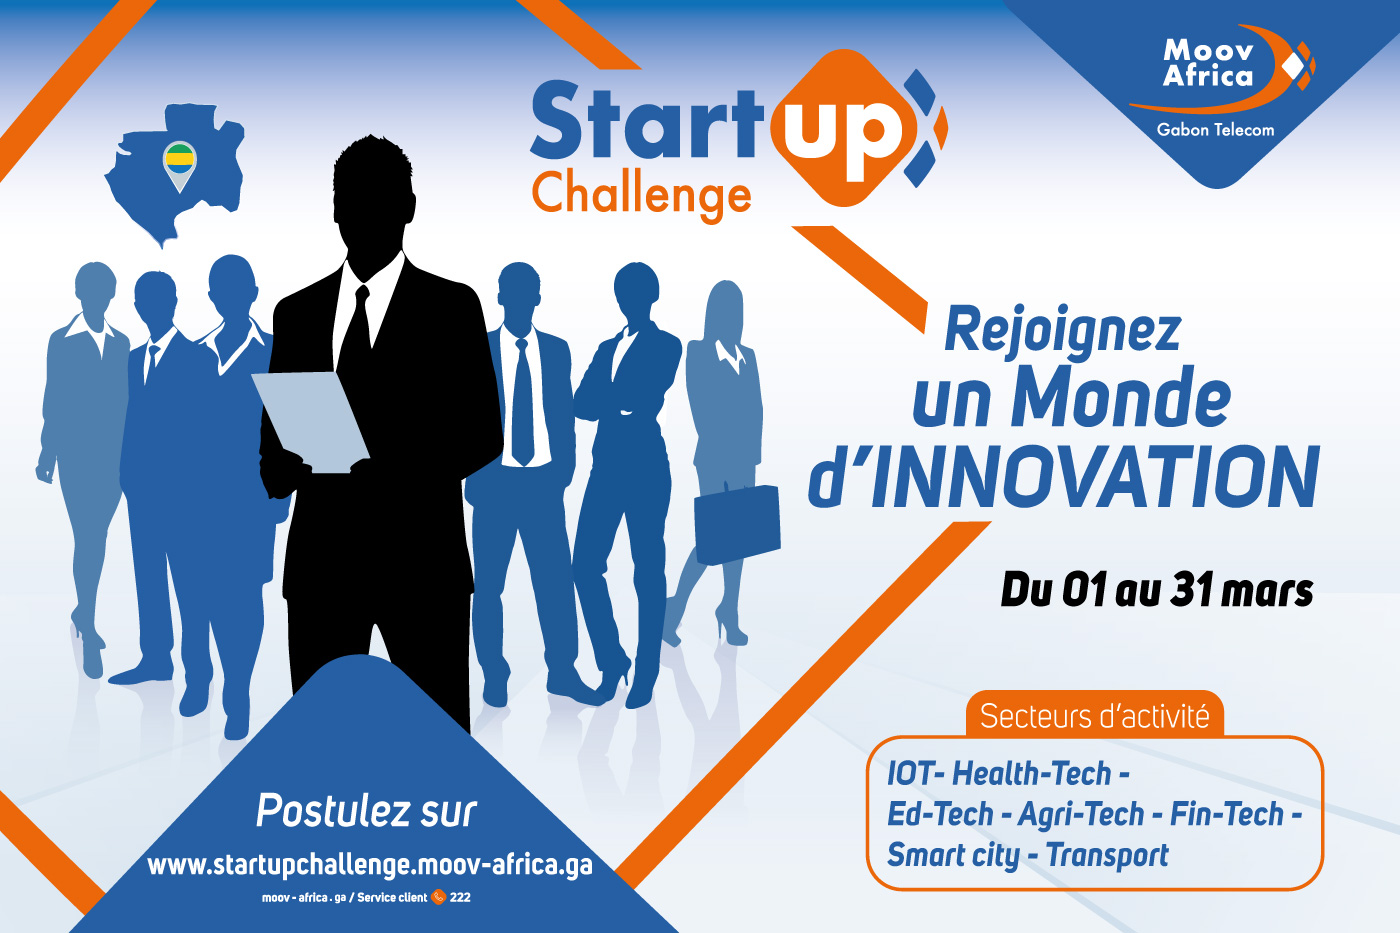 Moov
Africa
Gabon Telecom
Start up
Challenge
Rejoignez
un Monde
d'INNOVATION
Du 01 au 31 mars
Secteurs d'activité
IOT- Health-Tech -
Ed-Tech - Agri-Tech - Fin-Tech -
Smart city - Transport
Postulez sur
www.startupchallenge.moov-africa.ga
moov - africa . ga / Service client 222